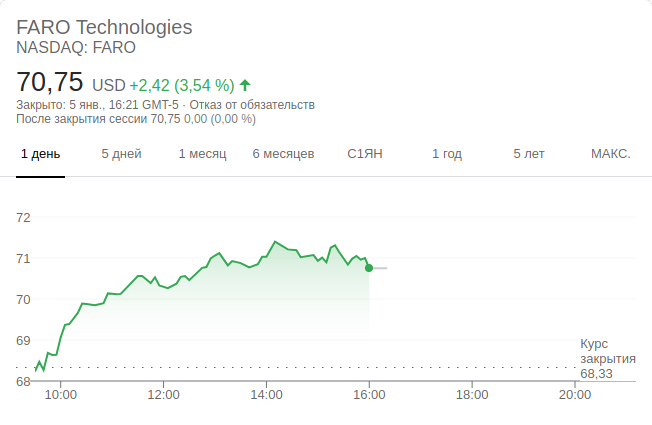 FARO Technologies
NASDAQ: FARO
70,75 USD +2,42 (3,54 %)
Закрыто: 5 янв., 16:21 GMT-5 · Отказ от обязательств
После закрытия сессии 70,75 0,00 (0,00 %)
1 день 5 дней 1 месяц 6 месяцев С1ЯН 1 год 5 лет МАКС.
72
71
70
69
68
Курс
закрытия
68,33
10:00 12:00 14:00 16:00 18:00 20:00